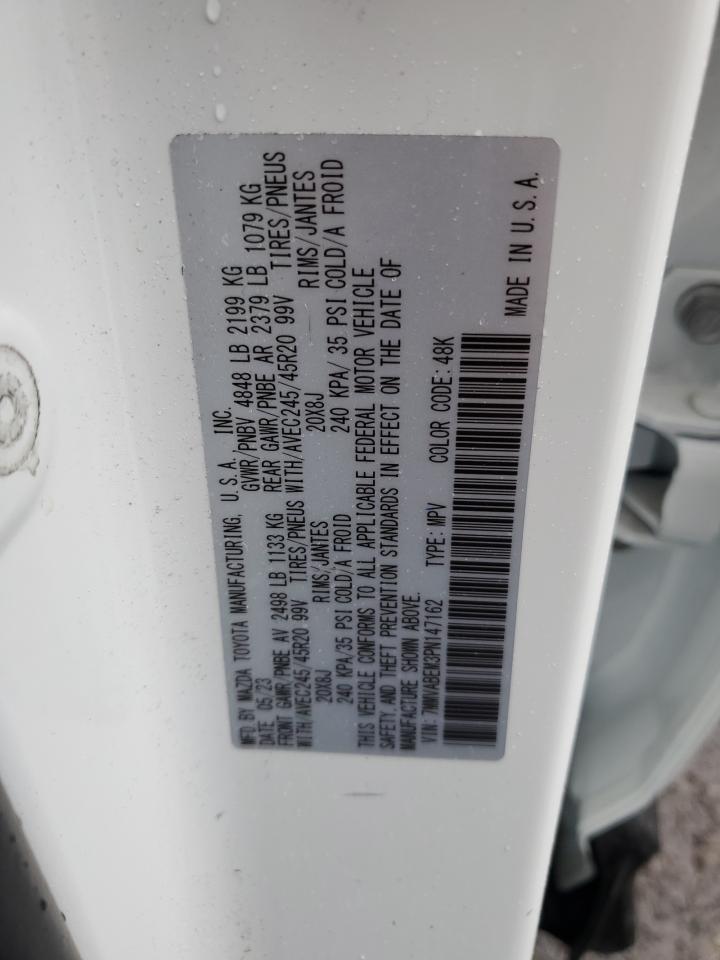 MFD. BY MAZDA TOYOTA MANUFACTURING, U.S.A., INC.
DATE 05/23 GVWR/PNBV 4848 LB 2199 KG
FRONT GAWR/PNBE AV 2498 LB 1133 KG REAR GAWR/PNBE AR 2379 LB 1079 KG
WITH/AVEC245/45R20 99V TIRES/PNEUS WITH/AVEC245/45R20 99V TIRES/PNEUS
20X8J RIMS/JANTES 20X8J RIMS/JANTES
240 KPA/35 PSI COLD/A FROID 240 KPA/ 35 PSI COLD/A FROID
THIS VEHICLE CONFORMS TO ALL APPLICABLE FEDERAL MOTOR VEHICLE
SAFETY,AND THEFT PREVENTION STANDARDS IN EFFECT ON THE DATE OF
MANUFACTURE SHOWN ABOVE.
VIN: 7MMVABEM3PN147162 TYPE: MPV COLOR CODE: 48K
MADE IN U.S.A.